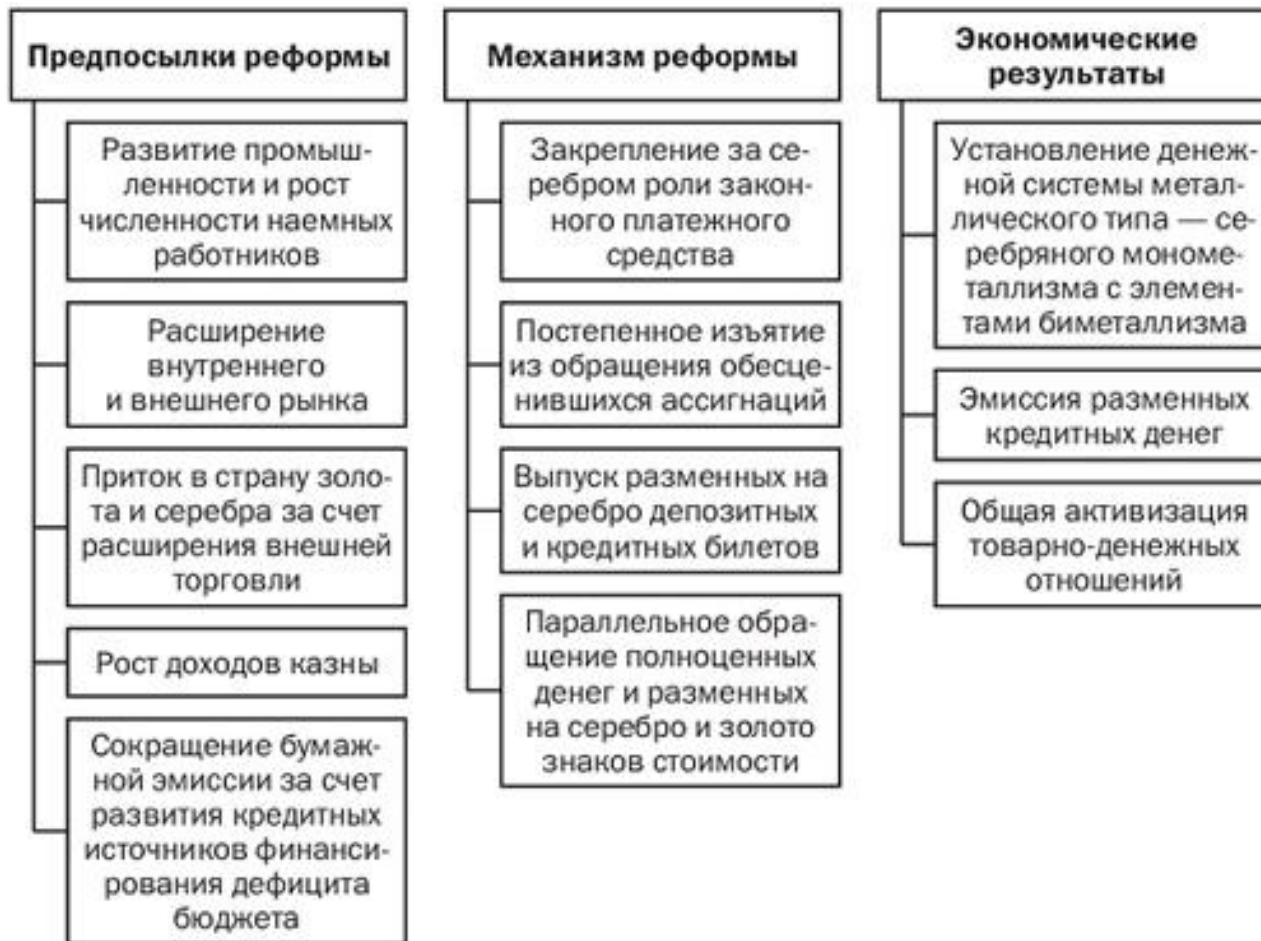 Предпосылки реформы
Развитие промыш-
ленности и рост
численности наемных
работников
Расширение
внутреннего
и внешнего рынка
Приток в страну золо-
та и серебра за счет
расширения внешней
торговли
Рост доходов казны
Сокращение бумаж-
ной эмиссии за счет
развития кредитных
источников финанси-
рования дефицита
бюджета
Механизм реформы
Закрепление за се-
ребром роли закон-
ного платежного
средства
Постепенное изъятие
из обращения обесце-
нившихся ассигнаций
Выпуск разменных на
серебро депозитных
и кредитных билетов
Параллельное обра-
щение полноценных
денег и разменных
на серебро и золото
знаков стоимости
Экономические
результаты
Установление денеж-
ной системы метал-
лического типа — се-
ребряного мономе-
таллизма с элемен-
тами биметаллизма
Эмиссия разменных
кредитных денег
Общая активизация
товарно-денежных
отношений